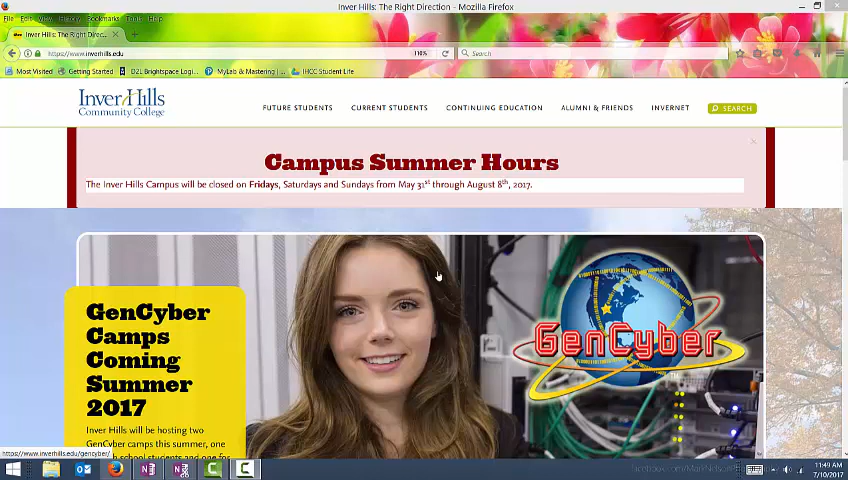 Inver Hills: The Right Direction - Mozilla Firefox
File Edit View History Bookmarks Tools Help
Inver Hills: The Right Direc...
https://www.inverhills.edu
110%
Search
Most Visited
Getting Started
D2L Brightspace Logi...
MyLab & Mastering | ...
IHCC Student Life
Inver Hills
Community College
FUTURE STUDENTS
CURRENT STUDENTS
CONTINUING EDUCATION
ALUMNI & FRIENDS
INVERNET
SEARCH
Campus Summer Hours
The Inver Hills Campus will be closed on Fridays, Saturdays and Sundays from May 31st through August 8th, 2017.
GenCyber
GenCyber
Camps
Coming
Summer
2017
Inver Hills will be hosting two
GenCyber camps this summer, one
school students and one
https://www.inverhills.edu/gencyber/
11:49 AM
7/10/2017